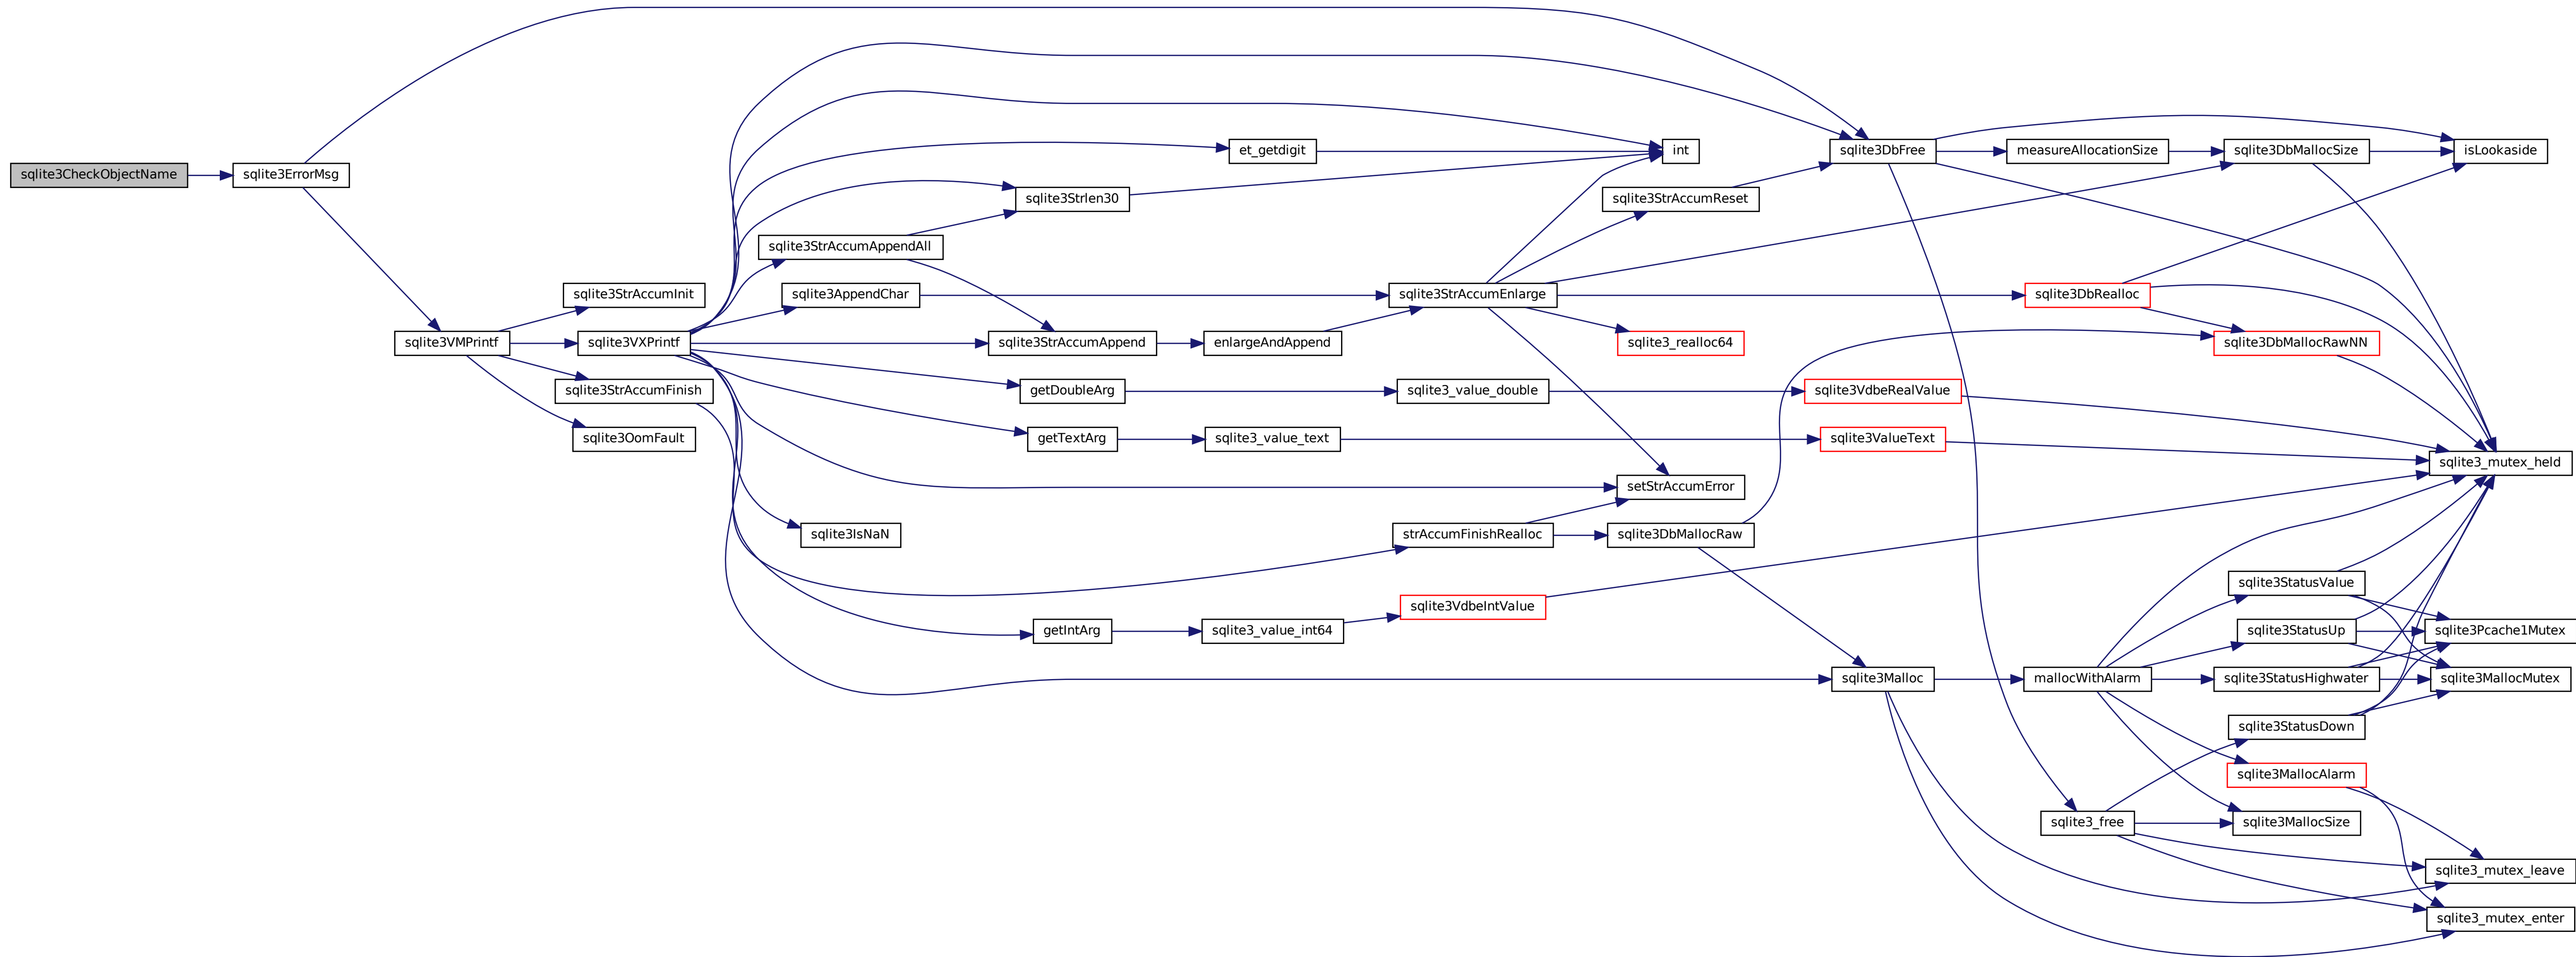 sqlite3CheckObjectName
sqlite3ErrorMsg
sqlite3VMPrintf
sqlite3StrAccumInit
sqlite3VXPrintf
sqlite3StrAccumFinish
sqlite3OomFault
sqlite3StrAccumAppendAll
sqlite3AppendChar
sqlite3IsNaN
et_getdigit
sqlite3Strlen30
sqlite3StrAccumAppend
enlargeAndAppend
getDoubleArg
getTextArg
sqlite3_value_text
getIntArg
sqlite3_value_int64
sqlite3StrAccumEnlarge
sqlite3_value_double
strAccumFinishRealloc
sqlite3VdbeIntValue
int
sqlite3StrAccumReset
sqlite3_realloc64
setStrAccumError
sqlite3DbMallocRaw
sqlite3DbFree
sqlite3VdbeRealValue
sqlite3ValueText
sqlite3Malloc
measureAllocationSize
sqlite3DbRealloc
mallocWithAlarm
sqlite3_free
sqlite3DbMallocSize
sqlite3DbMallocRawNN
sqlite3StatusValue
sqlite3StatusUp
sqlite3StatusHighwater
sqlite3StatusDown
sqlite3MallocAlarm
sqlite3MallocSize
isLookaside
sqlite3_mutex_held
sqlite3Pcache1Mutex
sqlite3MallocMutex
sqlite3_mutex_leave
sqlite3_mutex_enter